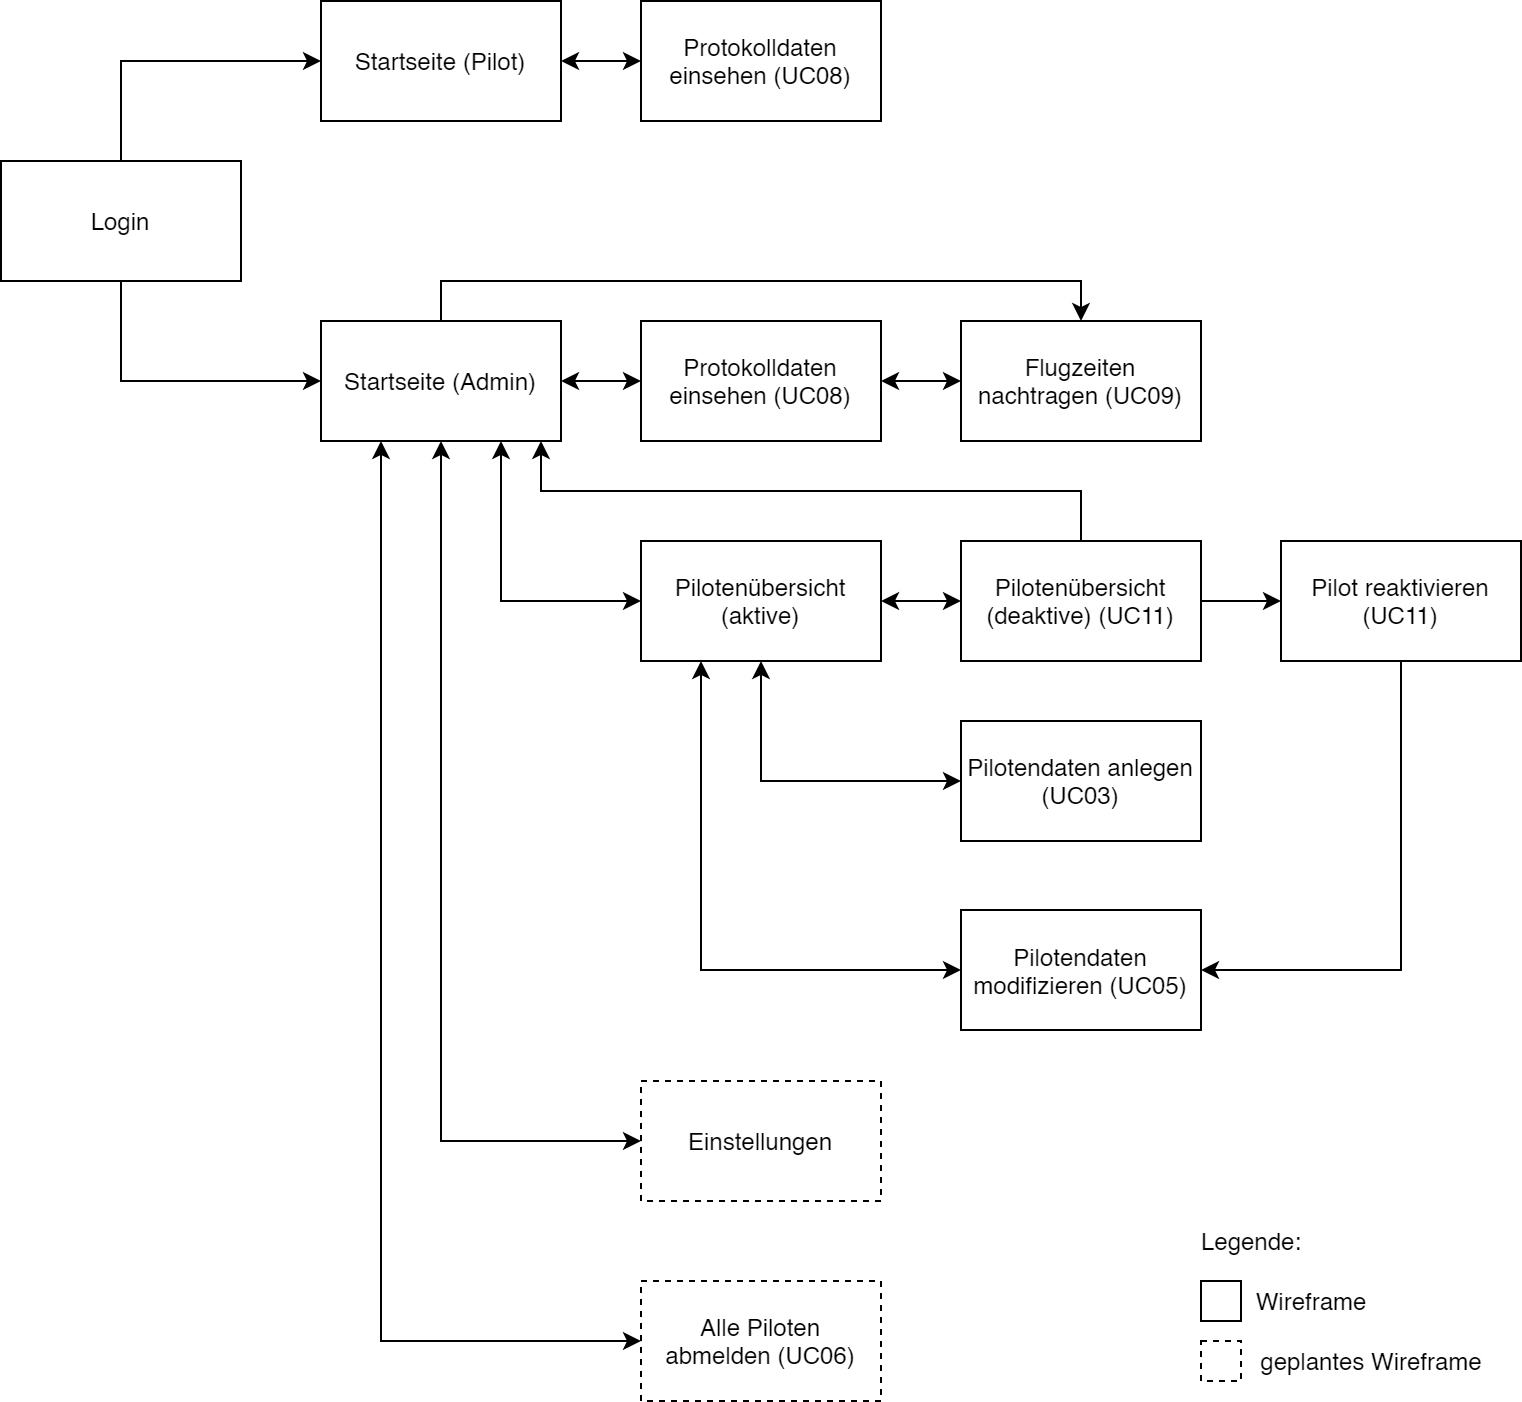 Startseite (Pilot)
Protokolldaten
einsehen (UC08)
Login
Startseite (Admin)
Protokolldaten
einsehen (UC08)
Flugzeiten
nachtragen (UC09)
Pilotenübersicht
(aktive)
Pilotenübersicht
(deaktive) (UC11)
Pilot reaktivieren
(UC11)
Pilotendaten anlegen
(UC03)
Pilotendaten
modifizieren (UC05)
Einstellungen
Alle Piloten
abmelden (UC06)
Legende:
Wireframe
geplantes Wireframe